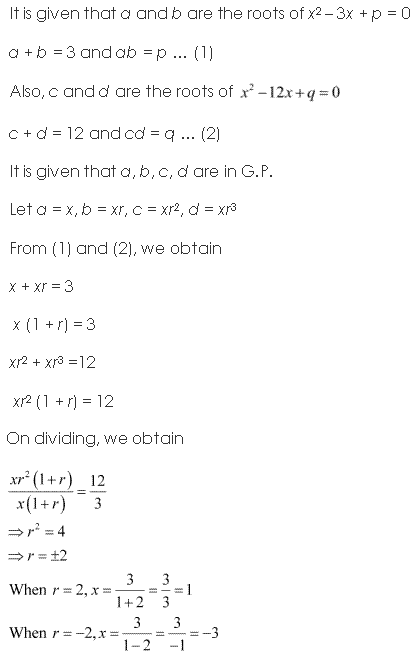 It is given that a and b are the roots of x² – 3x + p = 0
a + b = 3 and ab = p … (1)
Also, c and d are the roots of x² −12x + q = 0
c + d = 12 and cd = q … (2)
It is given that a, b, c, d are in G.P.
Let a = x, b = xr, c = xr², d = xr³
From (1) and (2), we obtain
x + xr = 3
x (1 + r) = 3
xr² + xr³ =12
xr² (1 + r) = 12
On dividing, we obtain
xr²(1+r)/x(1+r) = 12/3
⇒ r² = 4
⇒ r = ±2
When r = 2, x = 3/1+2 = 3/3 = 1
When r = −2, x = 3/1−2 = 3/−1 = −3